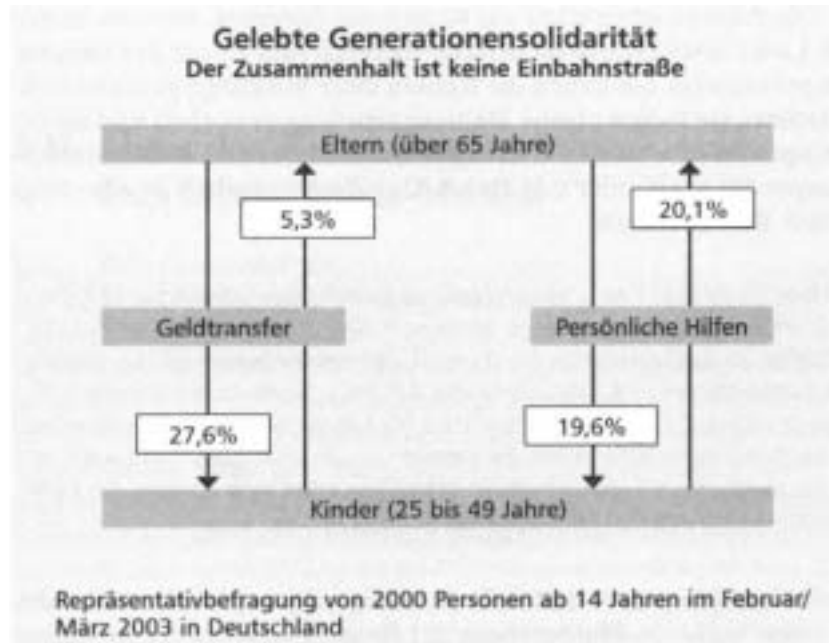 Gelebte Generationensolidarität
Der Zusammenhalt ist keine Einbahnstraße
Eltern (über 65 Jahre)
5,3%
20,1%
Geldtransfer
Persönliche Hilfen
27,6%
19,6%
Kinder (25 bis 49 Jahre)
Repräsentativbefragung von 2000 Personen ab 14 Jahren im Februar/
März 2003 in Deutschland